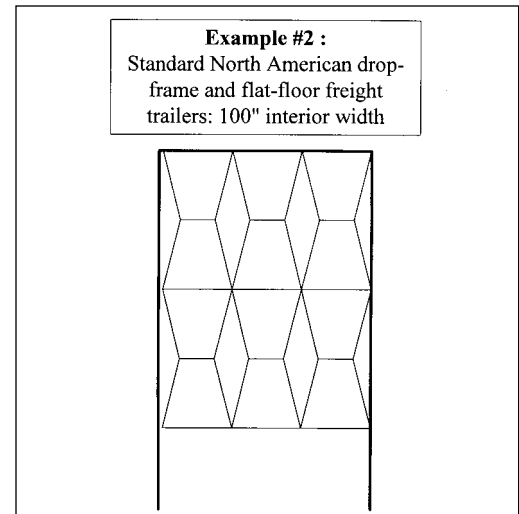 Example #2 :
Standard North American drop-
frame and flat-floor freight
trailers: 100" interior width